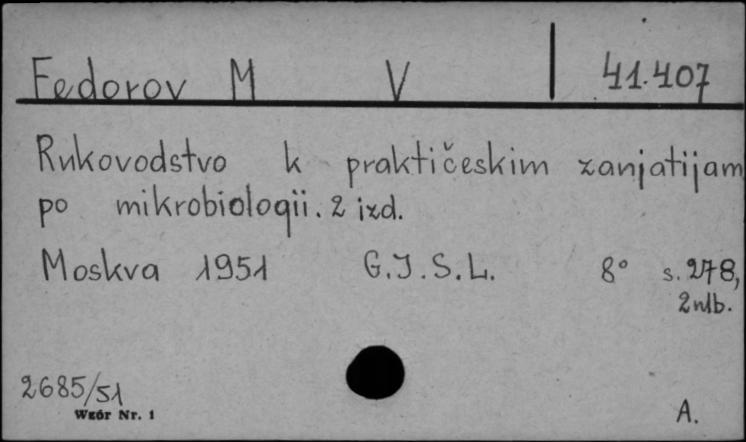 Fedorov M V 41.407
Rukovodstvo k praktičeskim zanjatijam
po mikrobiologii. 2 izd.
Moskva 1951 G.I.S.L. 8° s. 278,
2 nlb.
2685/51
Wzór Nr. 1
A.